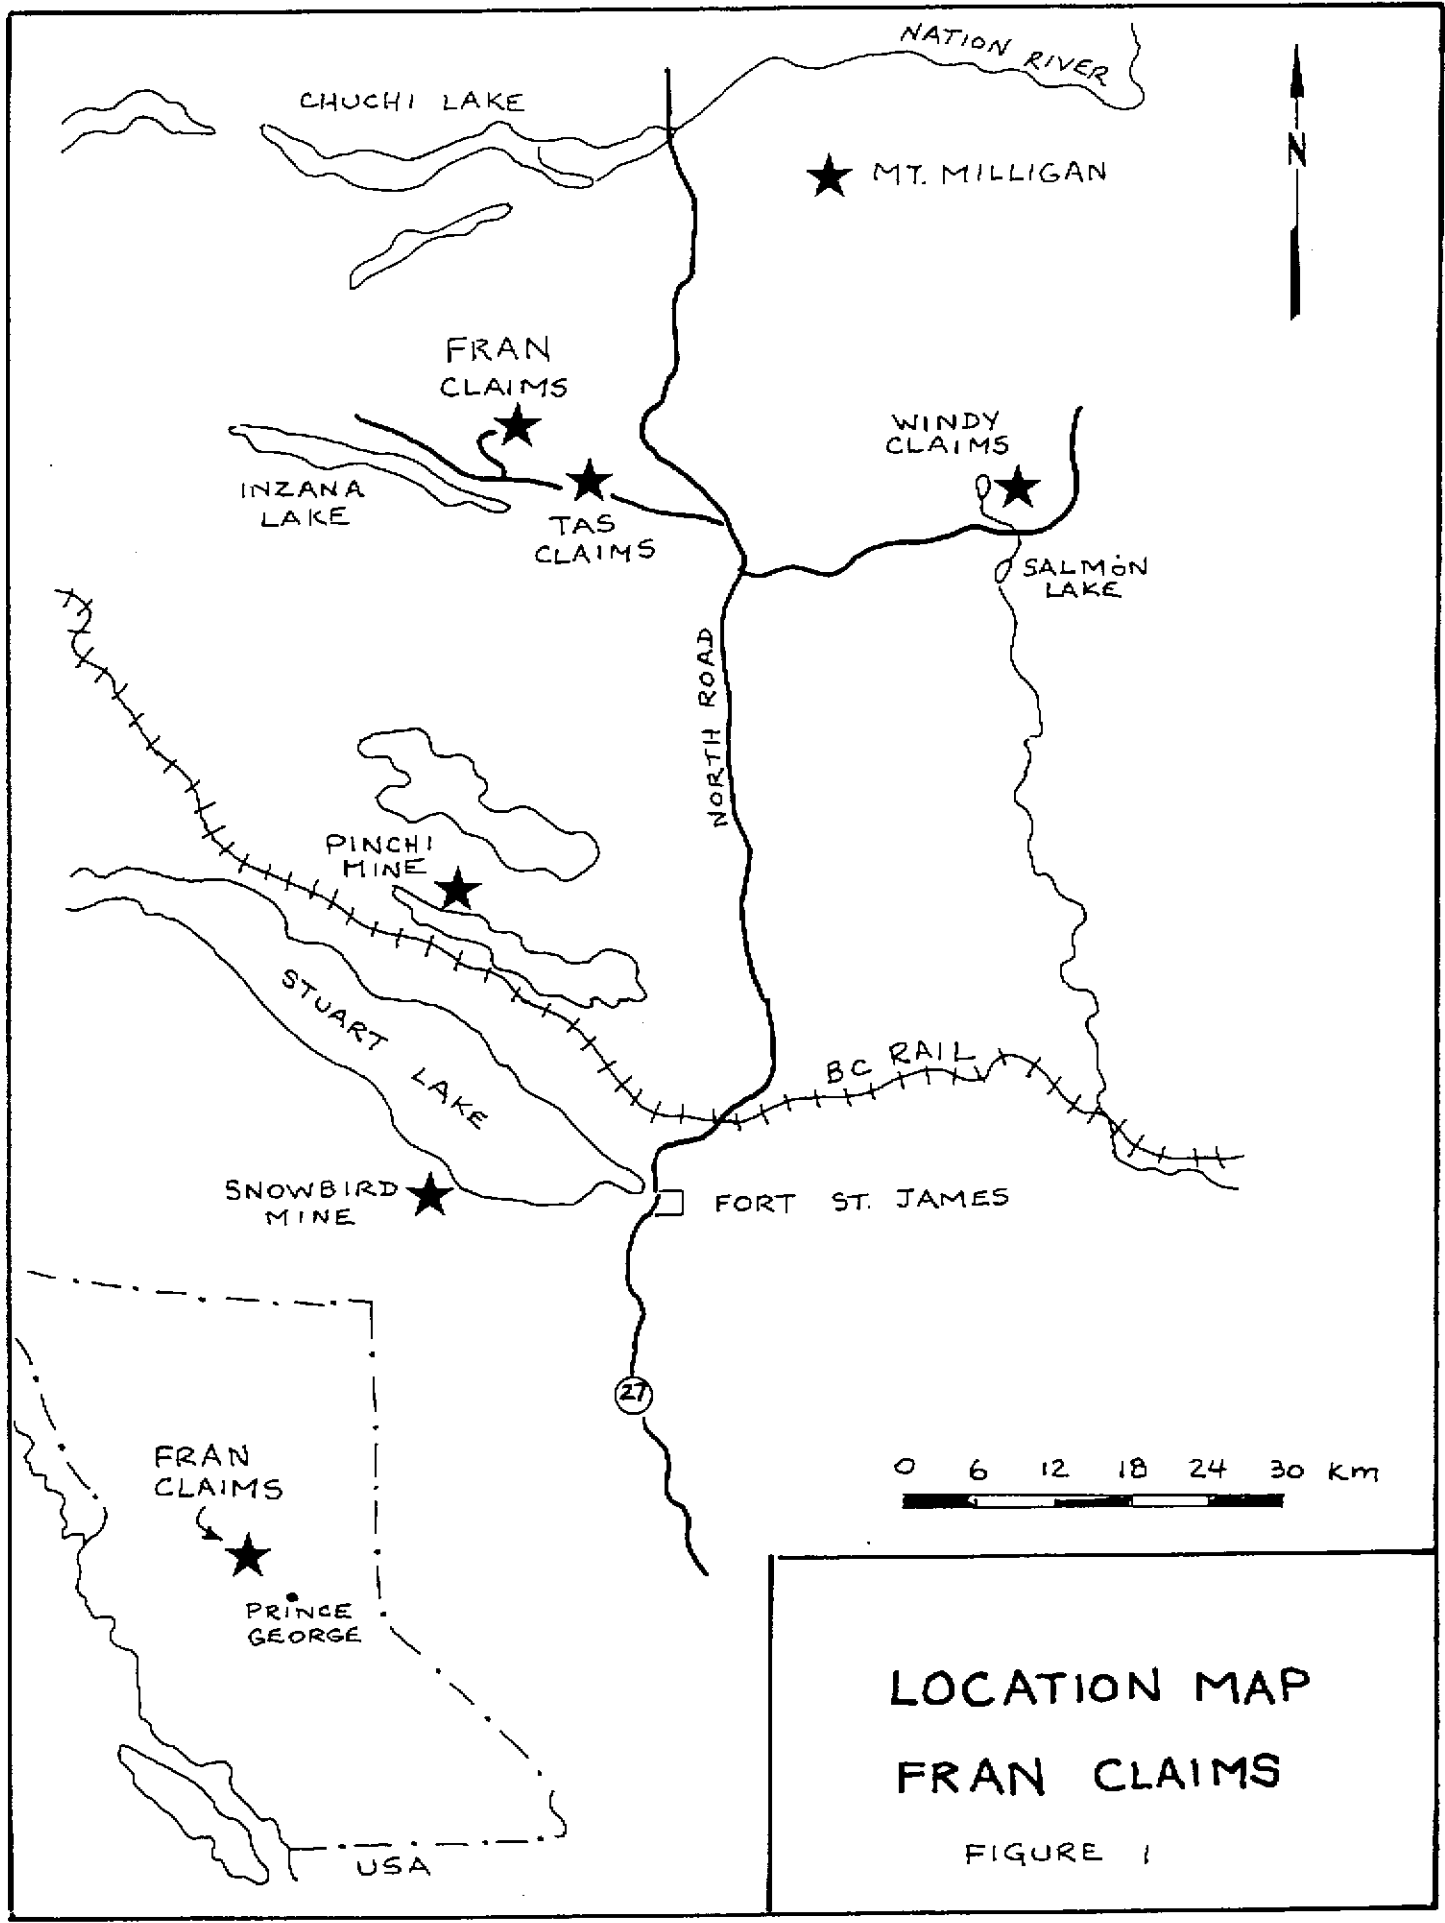 NATION RIVER
CHUCHI LAKE
N
MT. MILLIGAN
FRAN
CLAIMS
WINDY
CLAIMS
INZANA
LAKE
TAS
CLAIMS
SALMON
LAKE
NORTH ROAD
PINCHI
MINE
STUART LAKE
BC RAIL
SNOWBIRD
MINE
FORT ST. JAMES
27
FRAN
CLAIMS
0 6 12 18 24 30 Km
PRINCE
GEORGE
LOCATION MAP
FRAN CLAIMS
FIGURE 1
USA